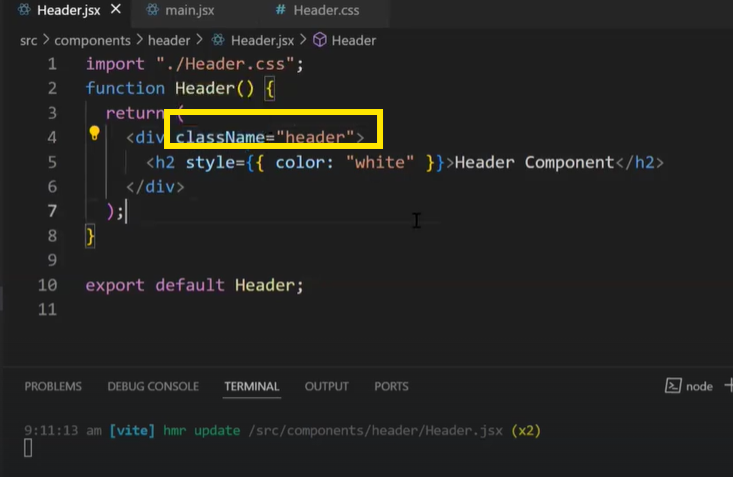 Header.jsx × main.jsx # Header.css
src > components > header > Header.jsx > Header
1 import "./Header.css";
2 function Header() {
3 return (
4 <div className="header">
5 <h2 style={{ color: "white" }}>Header Component</h2>
6 </div>
7 );
8 }
9
10 export default Header;
11
PROBLEMS DEBUG CONSOLE TERMINAL OUTPUT PORTS node +
9:11:13 am [vite] hmr update /src/components/header/Header.jsx (x2)